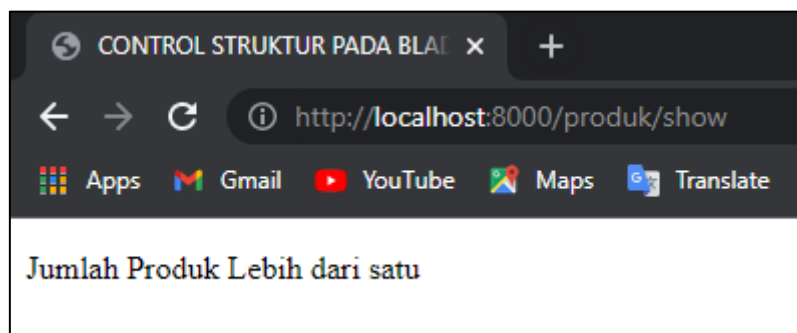 CONTROL STRUKTUR PADA BLAD
http://localhost:8000/produk/show
Apps Gmail YouTube Maps Translate
Jumlah Produk Lebih dari satu